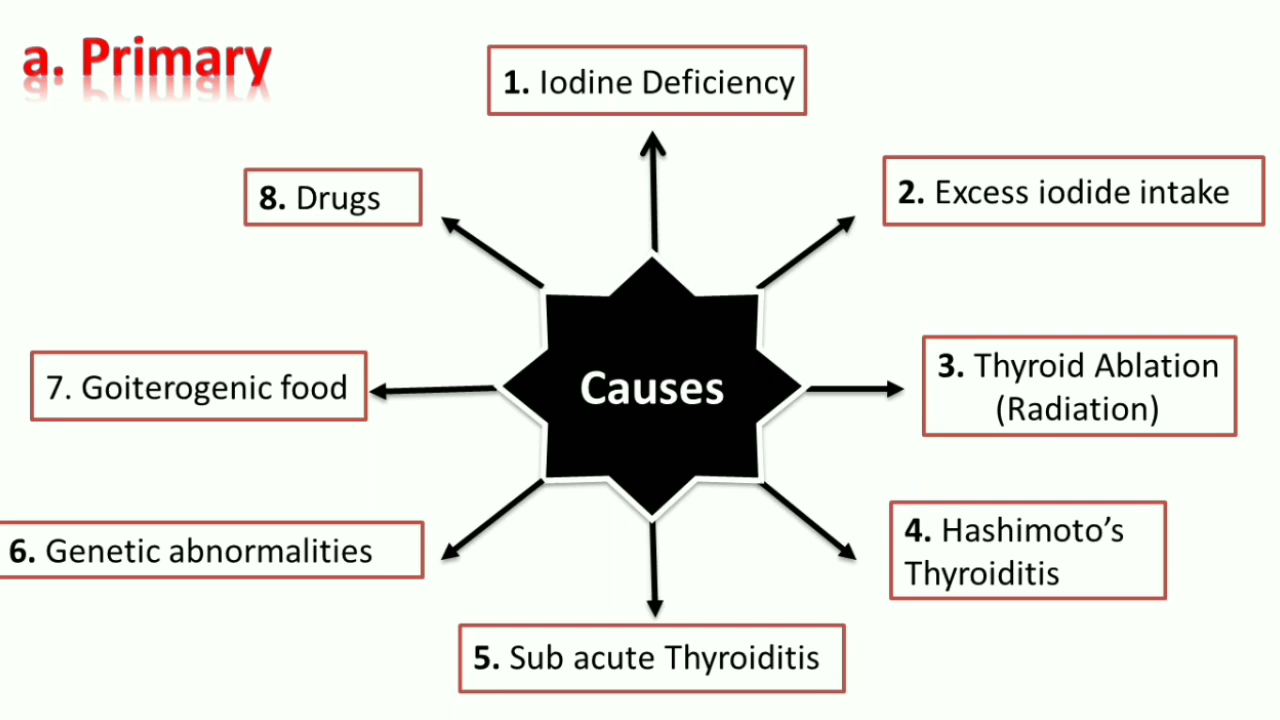 a. Primary
1. Iodine Deficiency
2. Excess iodide intake
3. Thyroid Ablation
(Radiation)
4. Hashimoto’s
Thyroiditis
5. Sub acute Thyroiditis
6. Genetic abnormalities
7. Goiterogenic food
8. Drugs
Causes